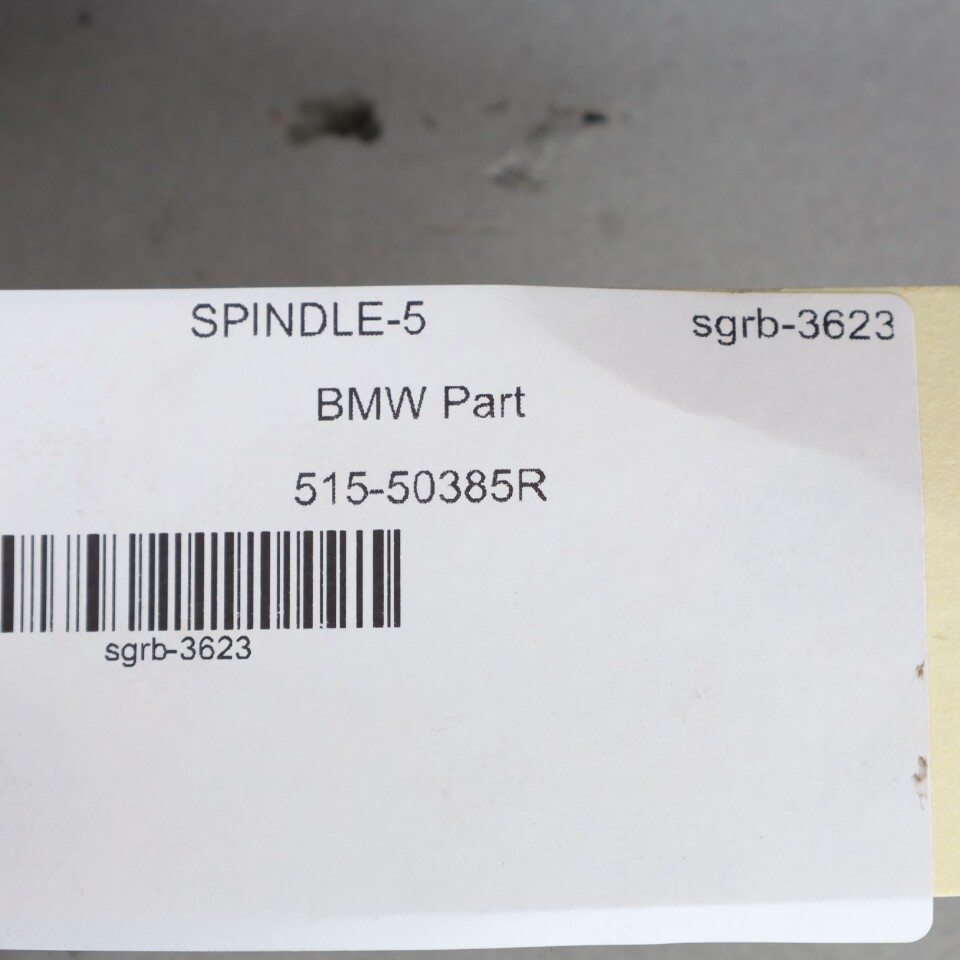 SPINDLE-5 sgrb-3623
BMW Part
515-50385R
sgrb-3623